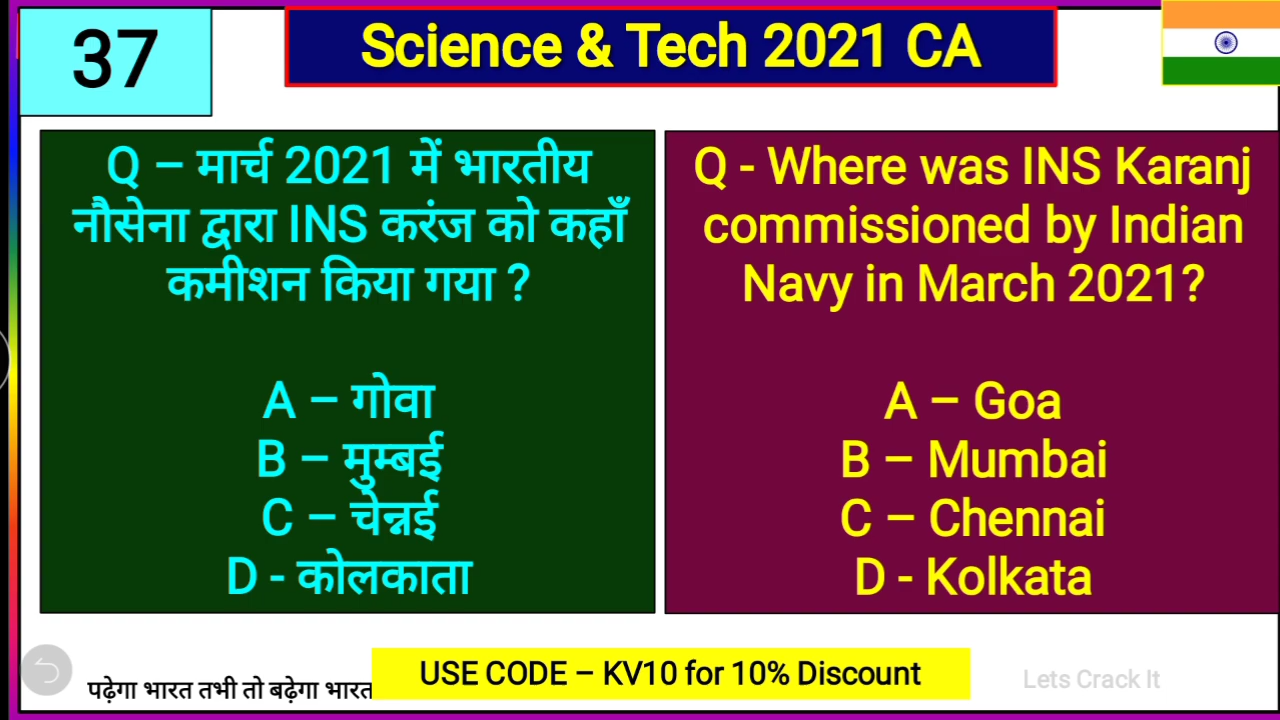 37
Science & Tech 2021 CA
Q – मार्च 2021 में भारतीय
नौसेना द्वारा INS करंज को कहाँ
कमीशन किया गया ?
A – गोवा
B – मुम्बई
C – चेन्नई
D - कोलकाता
Q - Where was INS Karanj
commissioned by Indian
Navy in March 2021?
A – Goa
B – Mumbai
C – Chennai
D - Kolkata
पढ़ेगा भारत तभी तो बढ़ेगा भारत
USE CODE – KV10 for 10% Discount
Lets Crack It